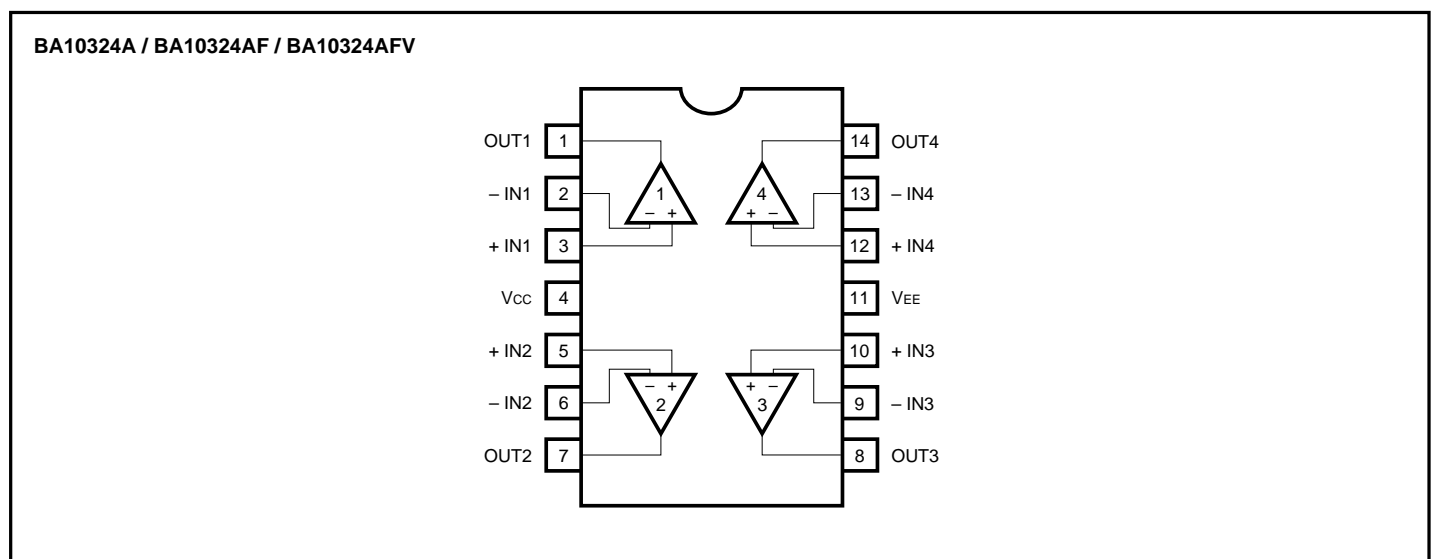 BA10324A / BA10324AF / BA10324AFV
OUT1 1 14 OUT4
– IN1 2 1 4 13 – IN4
– + + –
+ IN1 3 12 + IN4
VCC 4 11 VEE
+ IN2 5 10 + IN3
– + + –
– IN2 6 2 3 9 – IN3
OUT2 7 8 OUT3